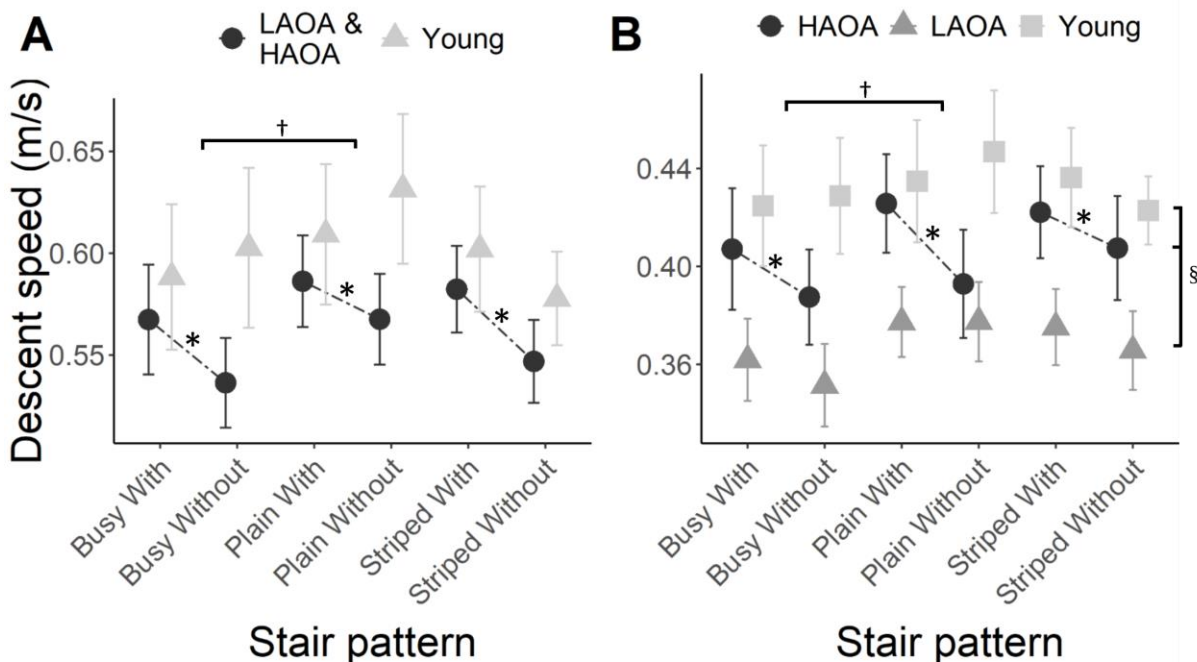 A
LAOA &
HAOA
Young
Descent speed (m/s)
0.65
0.60
0.55
†
*
*
*
Busy With
Busy Without
Plain With
Plain Without
Striped With
Striped Without
Stair pattern
B
HAOA
LAOA
Young
0.44
0.40
0.36
†
*
*
*
§
Busy With
Busy Without
Plain With
Plain Without
Striped With
Striped Without
Stair pattern